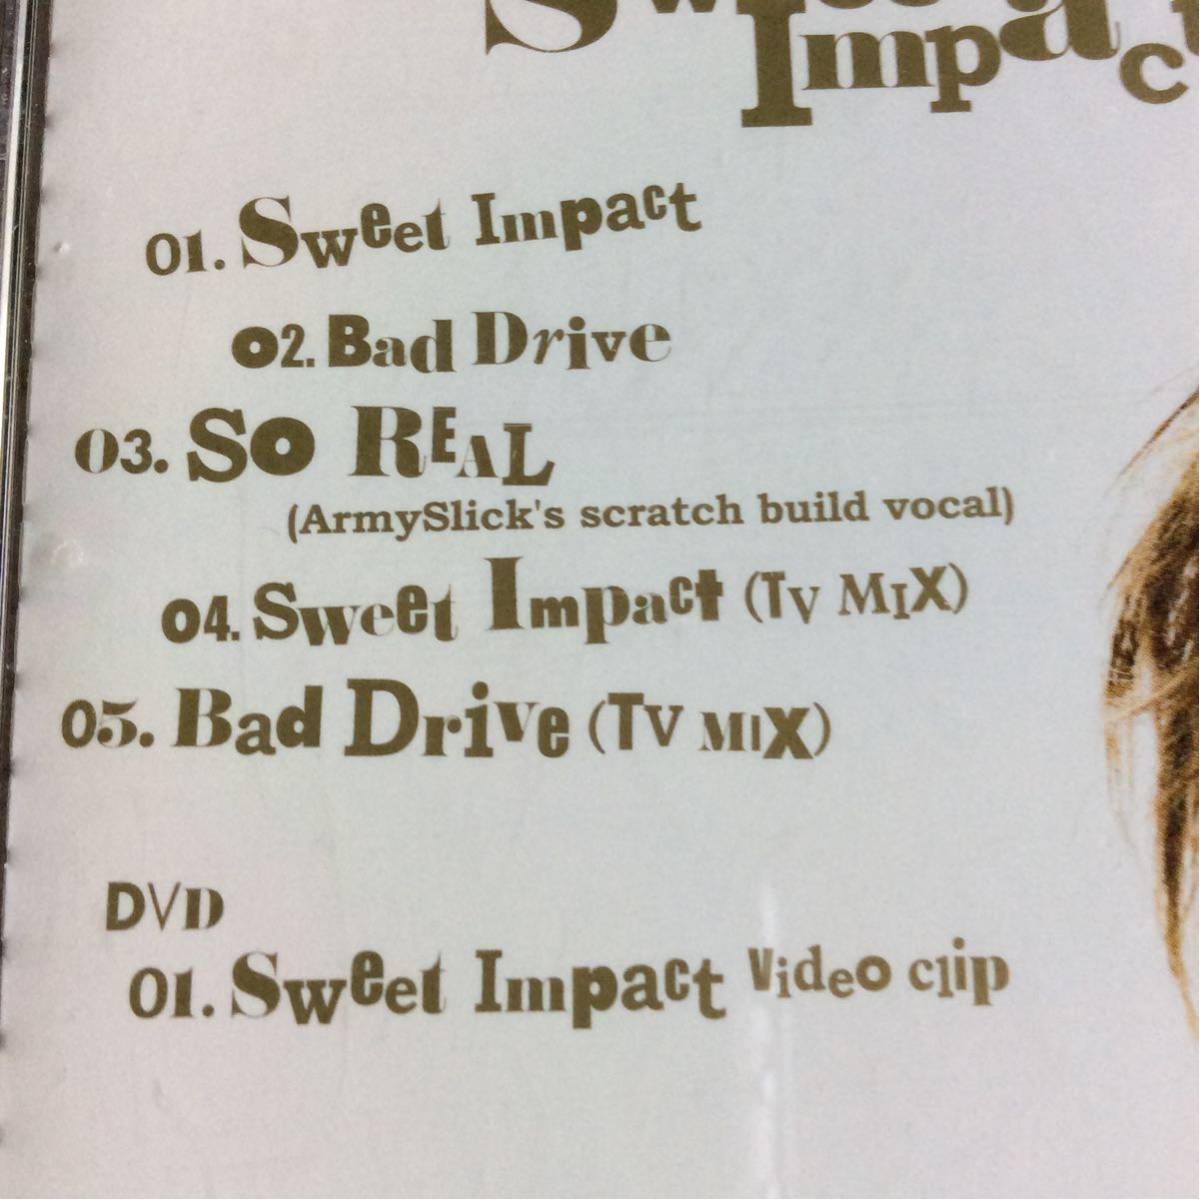 Sweet
Impact
01. Sweet Impact
02. Bad Drive
03. SO REAL
(ArmySlick's scratch build vocal)
04. Sweet Impact (TV MIX)
05. Bad Drive (TV MIX)
DVD
01. Sweet Impact Video clip